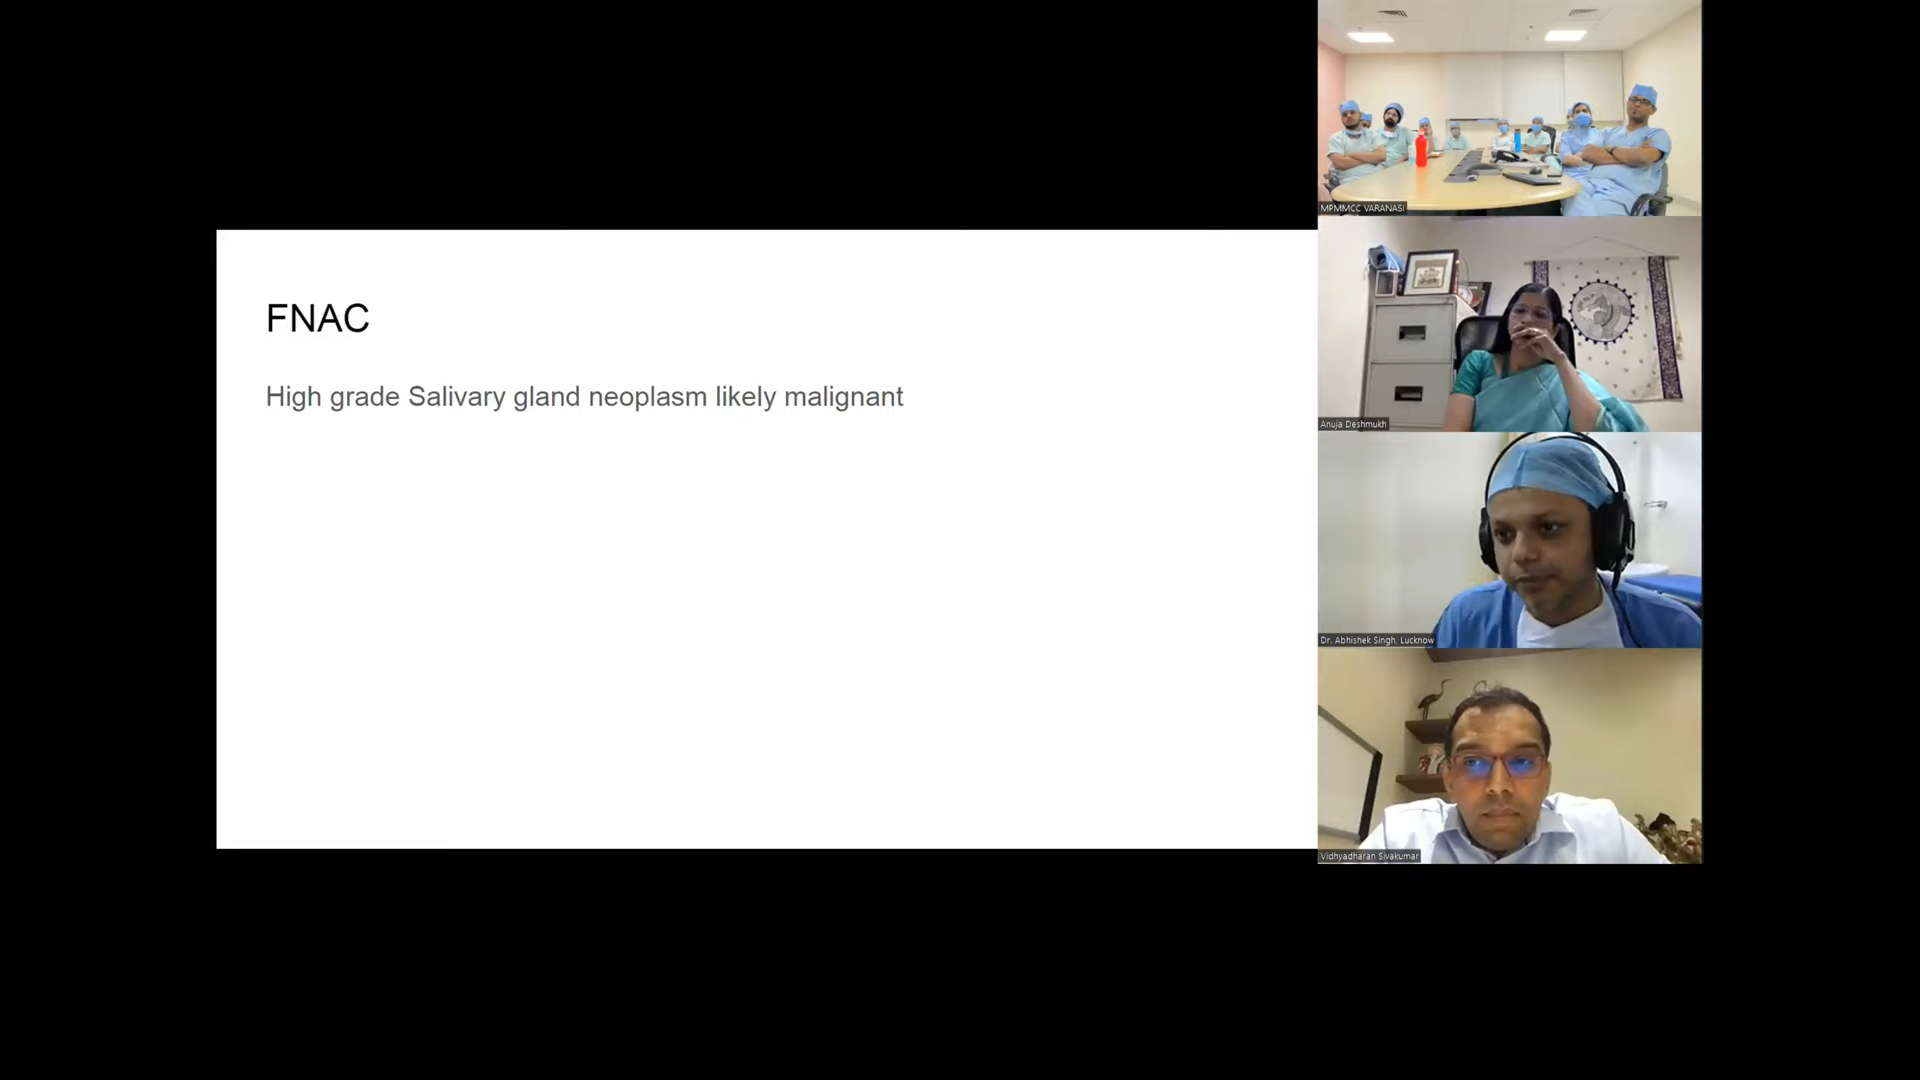 FNAC
High grade Salivary gland neoplasm likely malignant
MPMMCC VARANASI
Anuja Deshmukh
Dr. Abhishek Singh, Lucknow
Vidhyadharan Sivakumar